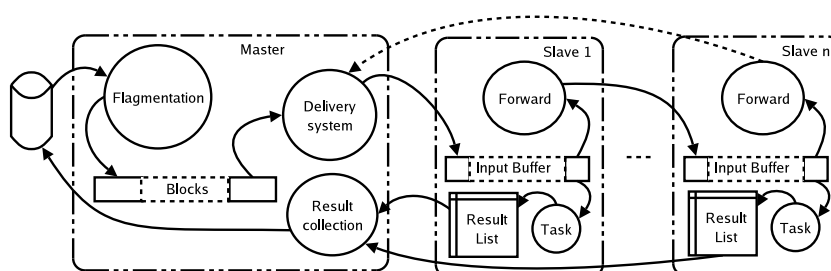 Master
Slave 1
Slave n
Flagmentation
Delivery
system
Forward
Forward
Blocks
Input Buffer
Input Buffer
Result
collection
Result
List
Task
Result
List
Task